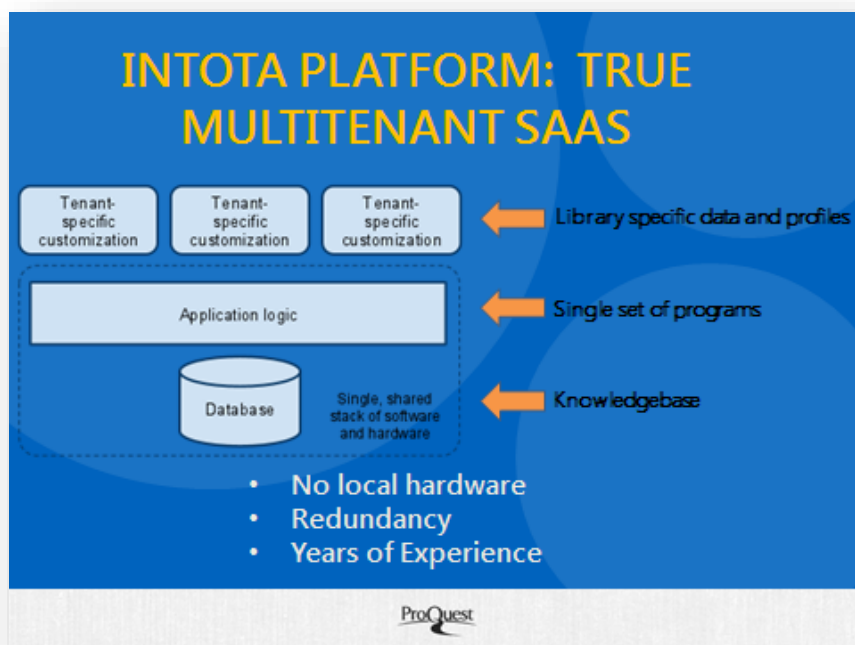 INTOTA PLATFORM: TRUE
MULTITENANT SAAS
Tenant-
specific
customization
Tenant-
specific
customization
Tenant-
specific
customization
Library specific data and profiles
Application logic
Single set of programs
Database
Single, shared
stack of software
and hardware
Knowledgebase
• No local hardware
• Redundancy
• Years of Experience
ProQuest